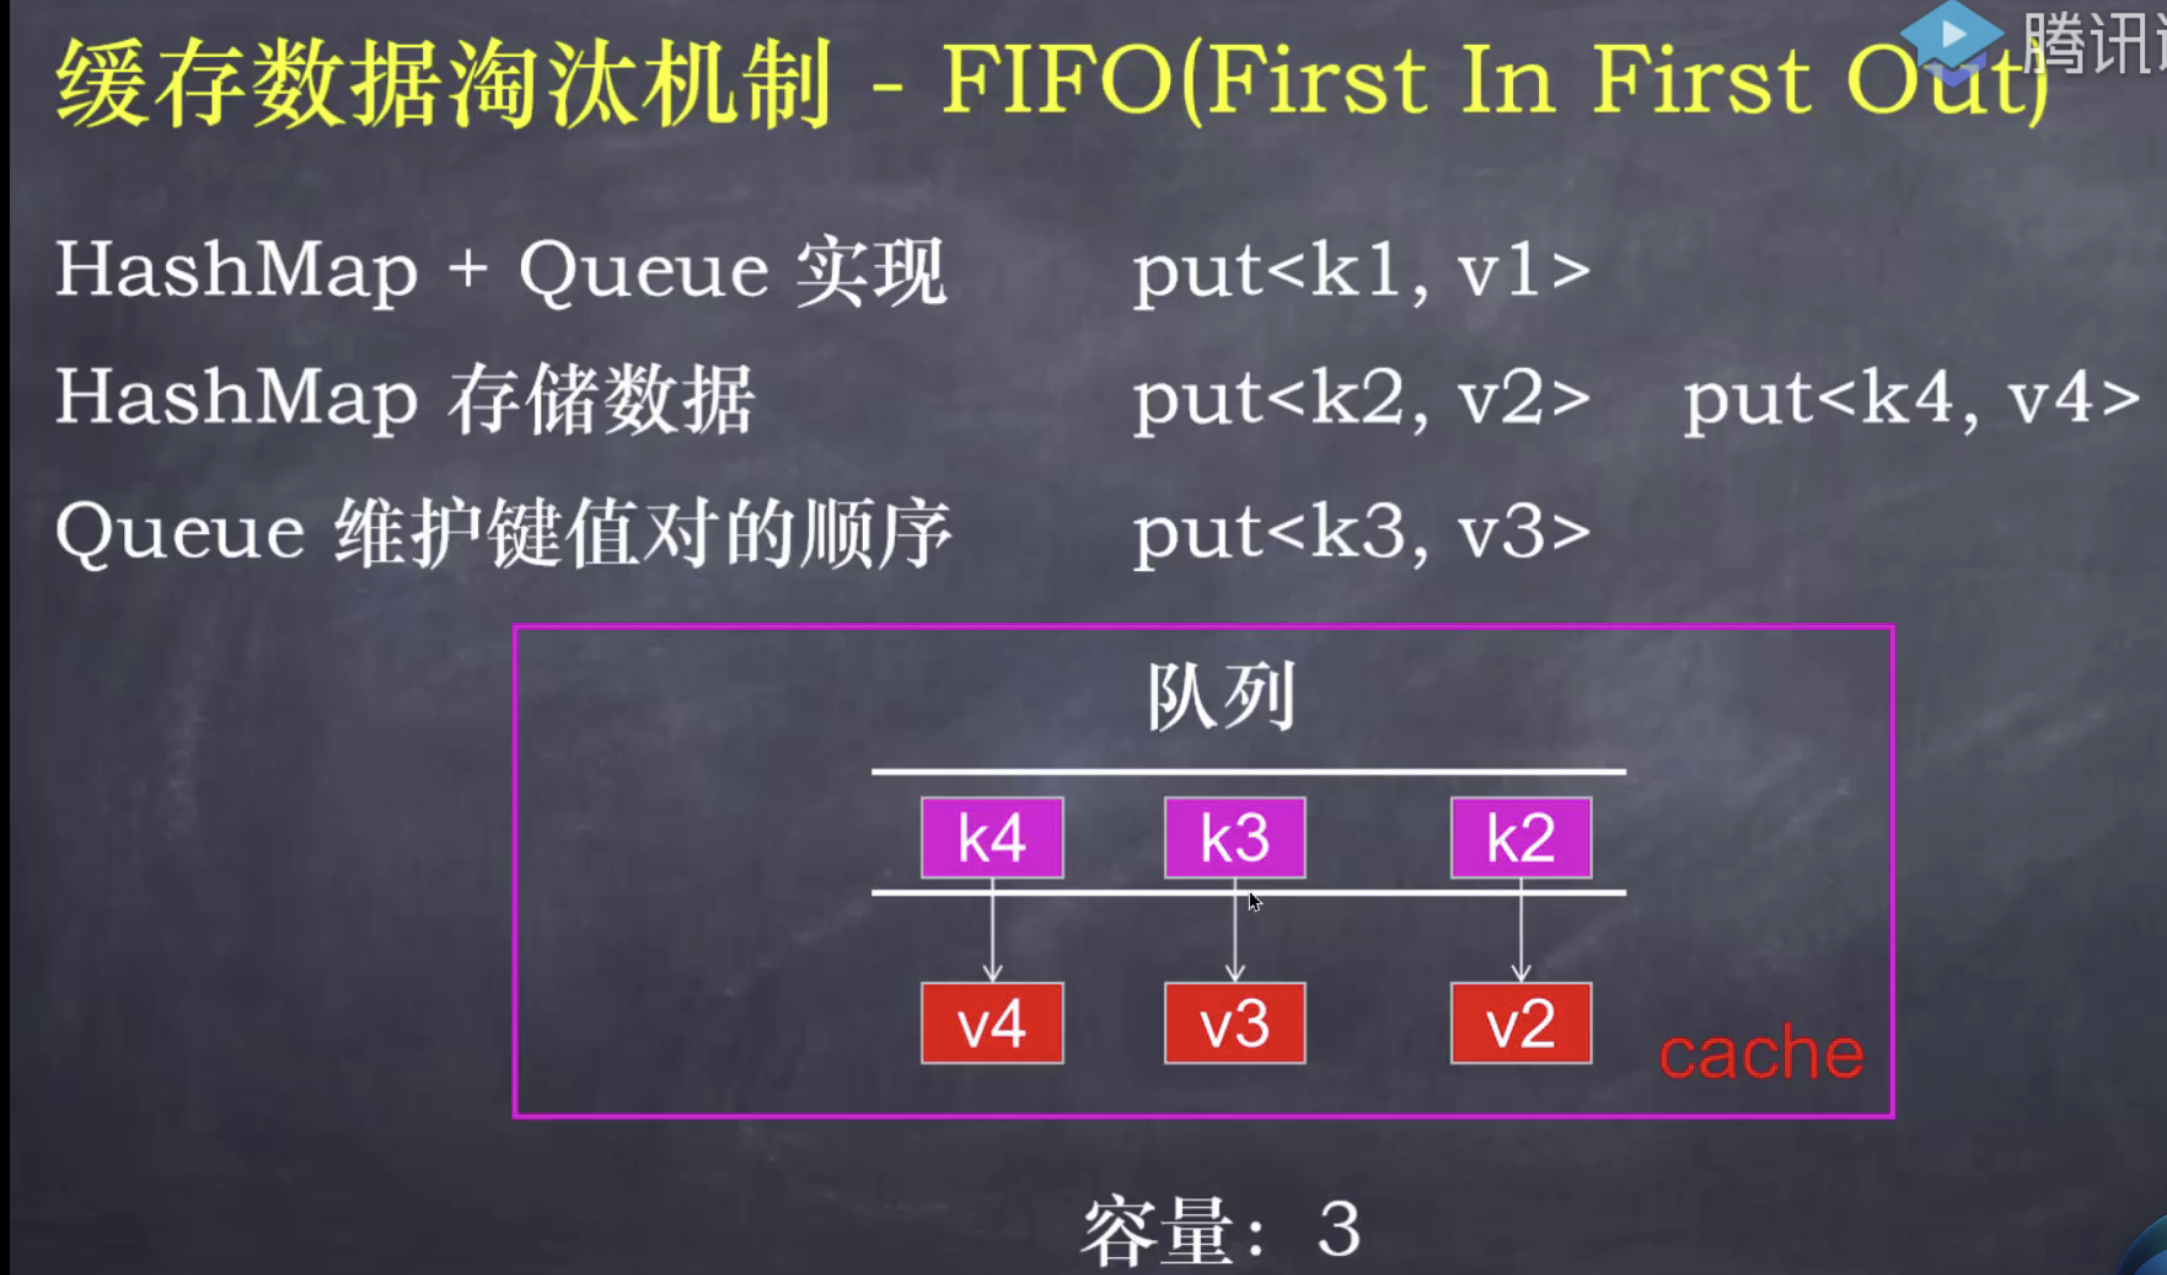 缓存数据淘汰机制 - FIFO(First In First Out)
腾讯
HashMap + Queue 实现
put<k1, v1>
HashMap 存储数据
put<k2, v2>
put<k4, v4>
Queue 维护键值对的顺序
put<k3, v3>
队列
k4
k3
k2
v4
v3
v2
cache
容量：3